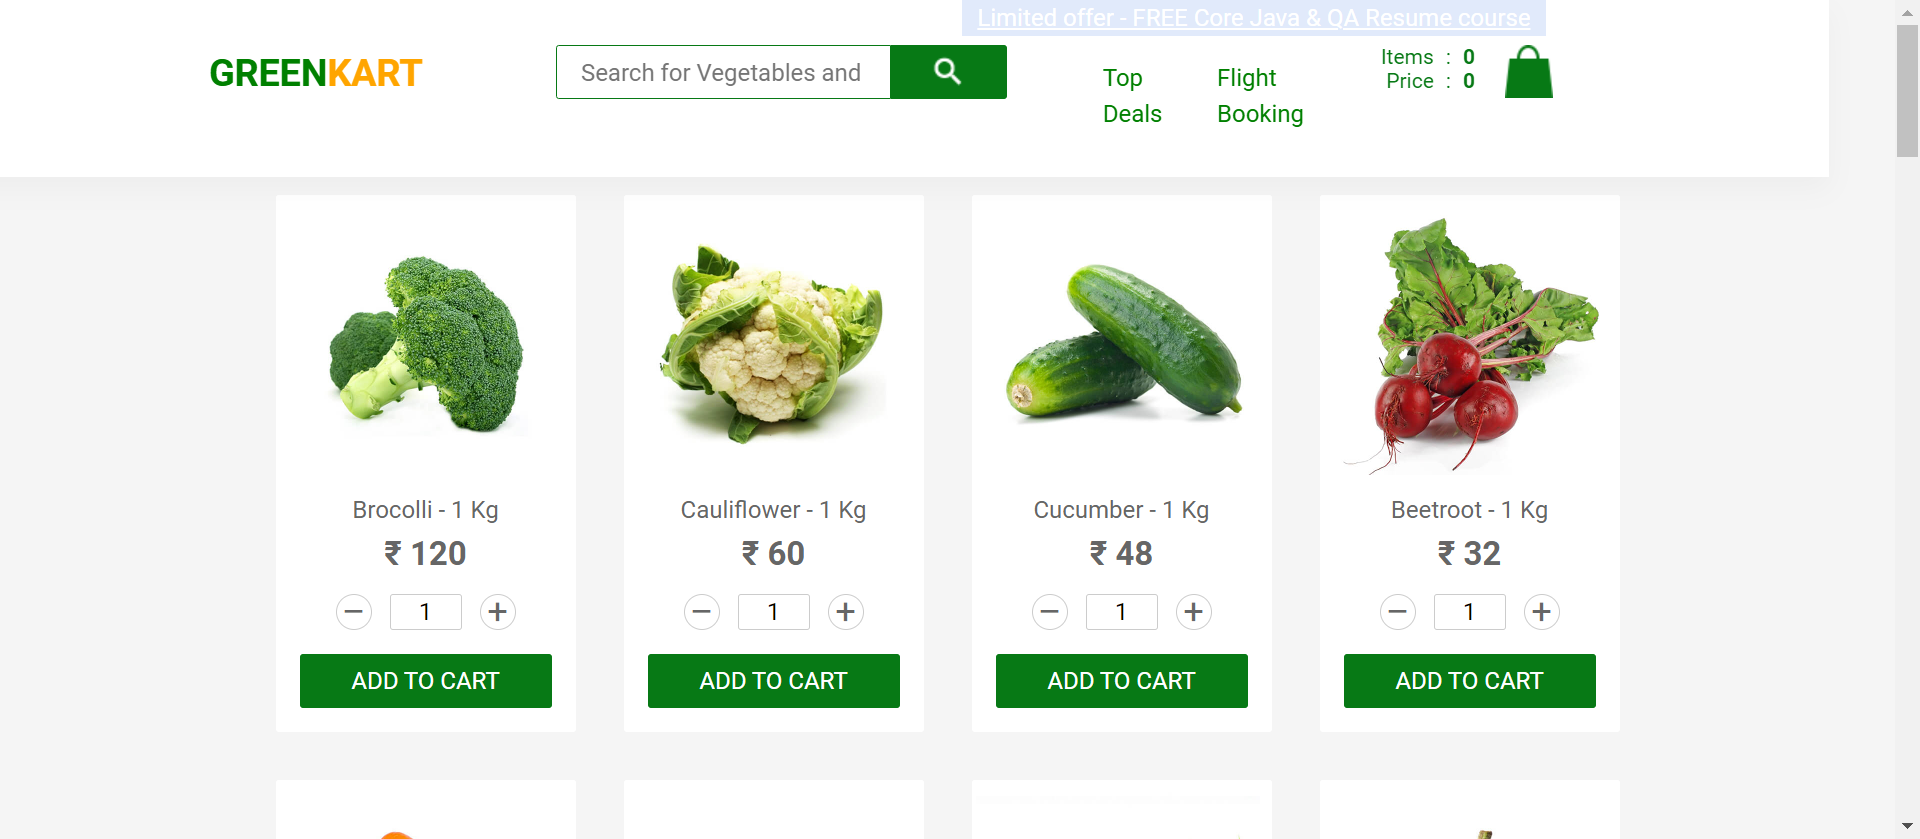 Limited offer - FREE Core Java & QA Resume course
GREENKART
Search for Vegetables and
Top
Deals
Flight
Booking
Items : 0
Price : 0
Brocolli - 1 Kg
₹ 120
− 1 +
ADD TO CART
Cauliflower - 1 Kg
₹ 60
− 1 +
ADD TO CART
Cucumber - 1 Kg
₹ 48
− 1 +
ADD TO CART
Beetroot - 1 Kg
₹ 32
− 1 +
ADD TO CART